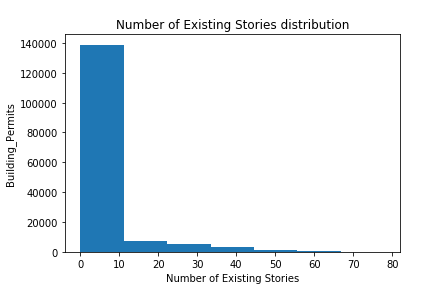 Number of Existing Stories distribution
140000
120000
100000
80000
60000
40000
20000
0
Building_Permits
0 10 20 30 40 50 60 70 80
Number of Existing Stories